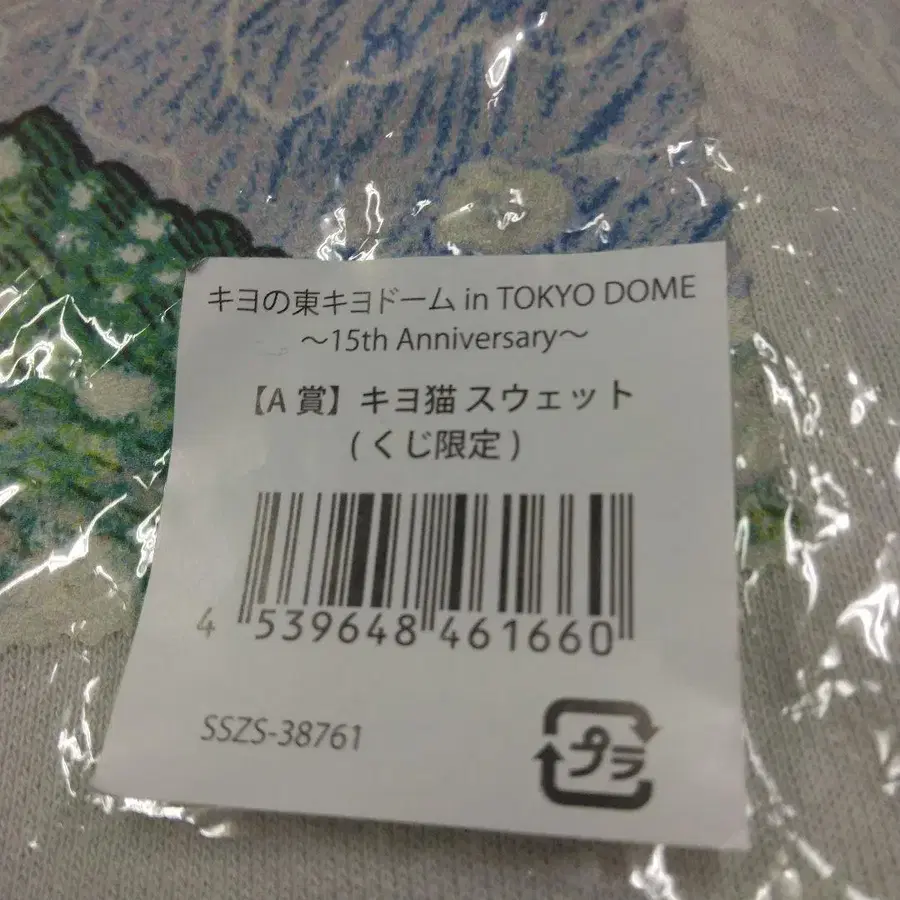 キヨの東キヨドーム in TOKYO DOME
〜15th Anniversary〜
【A 賞】キヨ猫 スウェット
( くじ限定 )
4 539648 461660
SSZS-38761
プラ